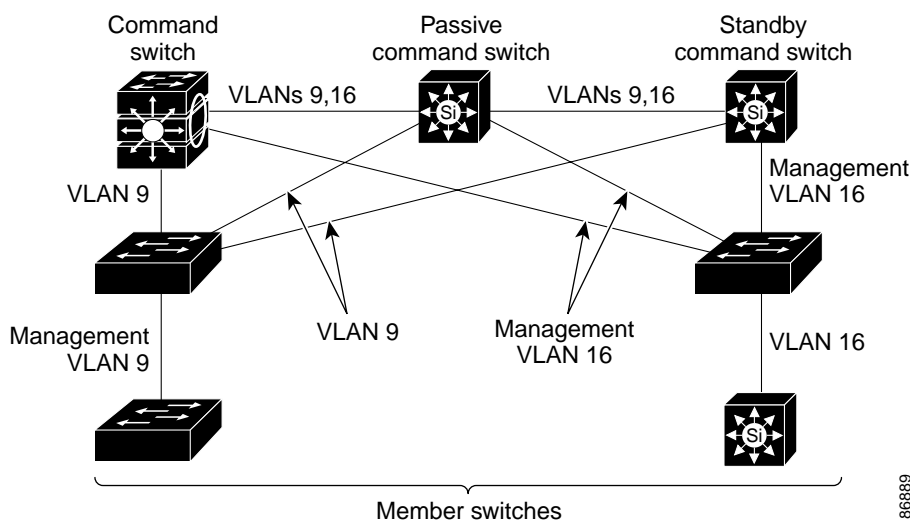 Command
switch
Passive
command switch
Standby
command switch
VLANs 9,16
VLANs 9,16
Si
Si
VLAN 9
Management
VLAN 16
VLAN 9
Management
VLAN 16
Management
VLAN 9
VLAN 16
Si
Member switches
86889